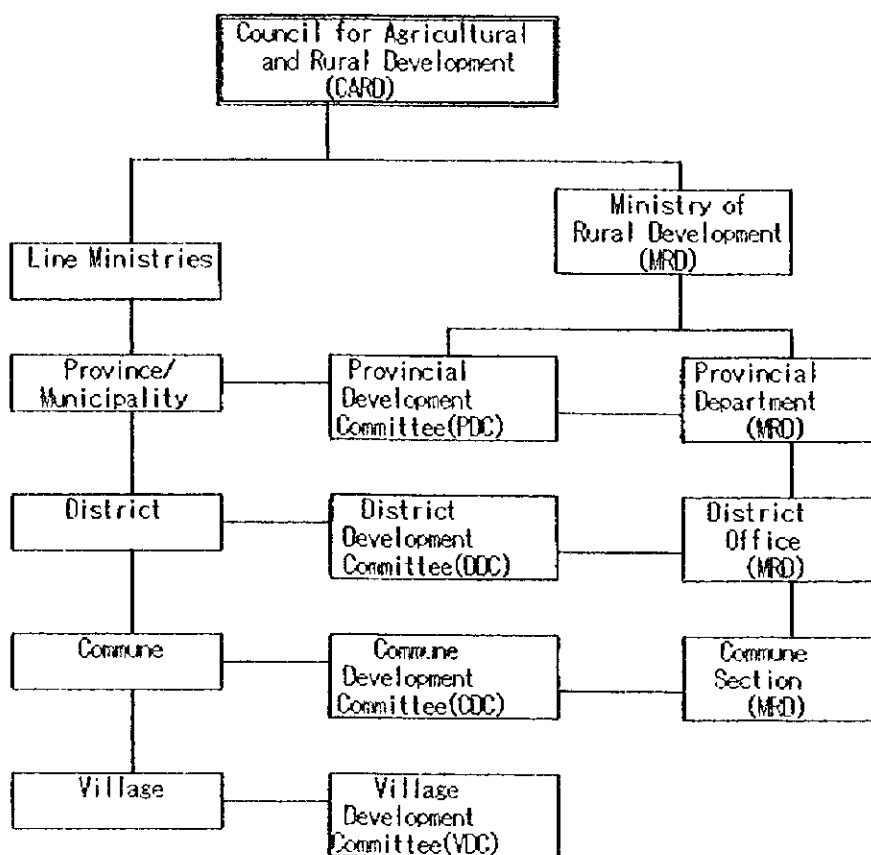 Council for Agricultural
and Rural Development
(CARD)
Ministry of
Rural Development
(MRD)
Line Ministries
Province/
Municipality
Provincial
Development
Committee(PDC)
Provincial
Department
(MRD)
District
District
Development
Committee(DDC)
District
Office
(MRD)
Commune
Commune
Development
Committee(CDC)
Commune
Section
(MRD)
Village
Village
Development
Committee(VDC)